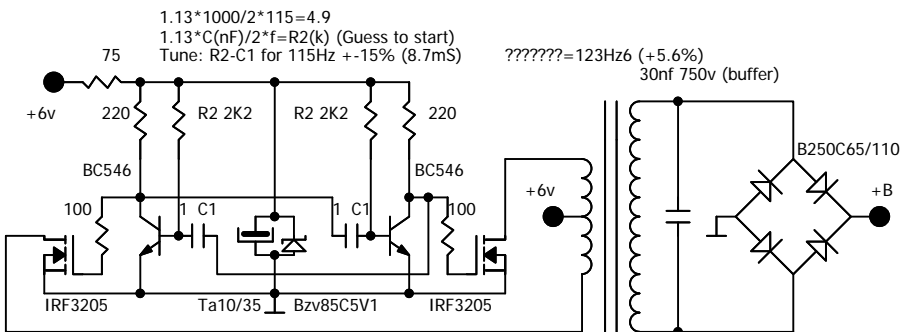 1.13*1000/2*115=4.9
1.13*C(nF)/2*f=R2(k) (Guess to start)
Tune: R2-C1 for 115Hz +-15% (8.7mS)
???????=123Hz6 (+5.6%)
30nf 750v (buffer)
75
+6v
220
R2 2K2
R2 2K2
220
BC546
BC546
B250C65/110
+6v
+B
100
1
C1
1
C1
100
IRF3205
Ta10/35
Bzv85C5V1
IRF3205